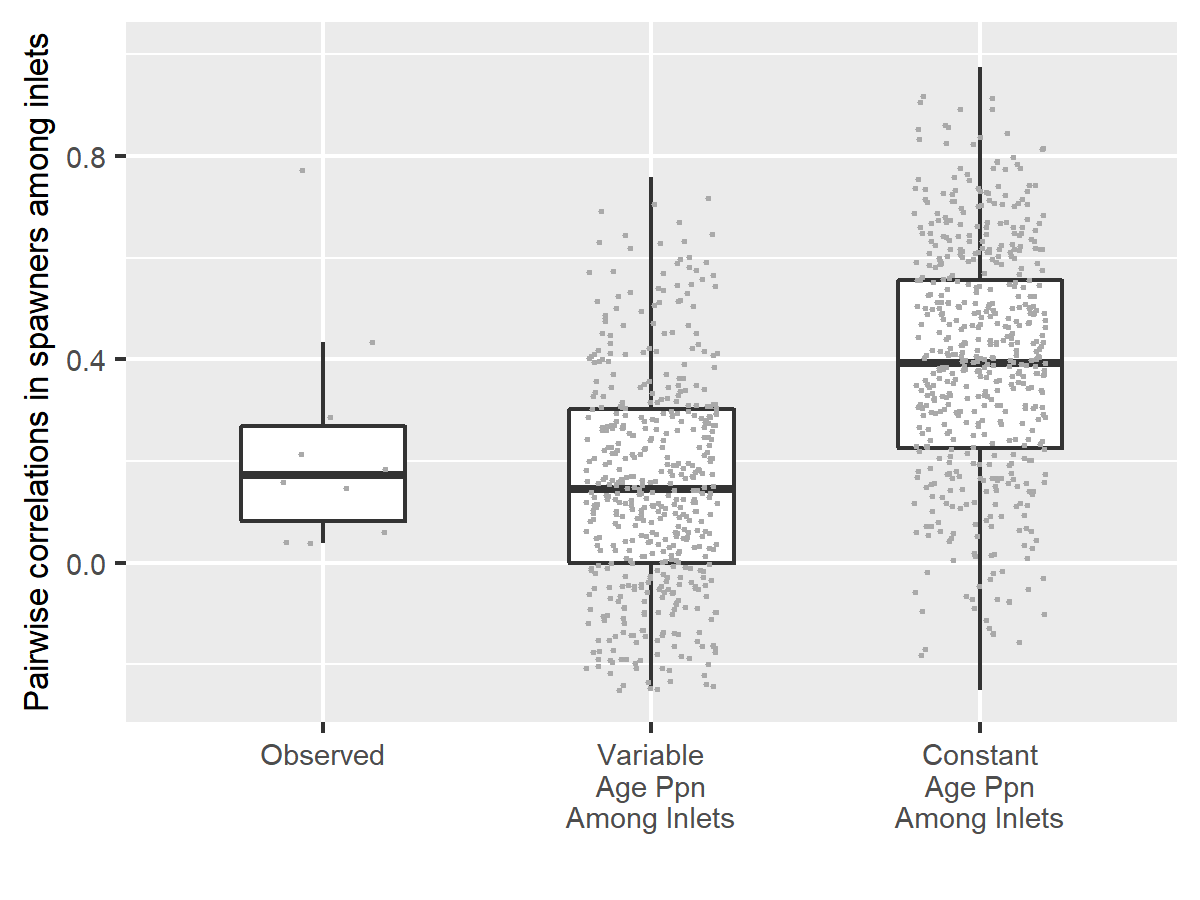 Pairwise correlations in spawners among inlets
0.8
0.4
0.0
Observed
Variable
Age Ppn
Among Inlets
Constant
Age Ppn
Among Inlets